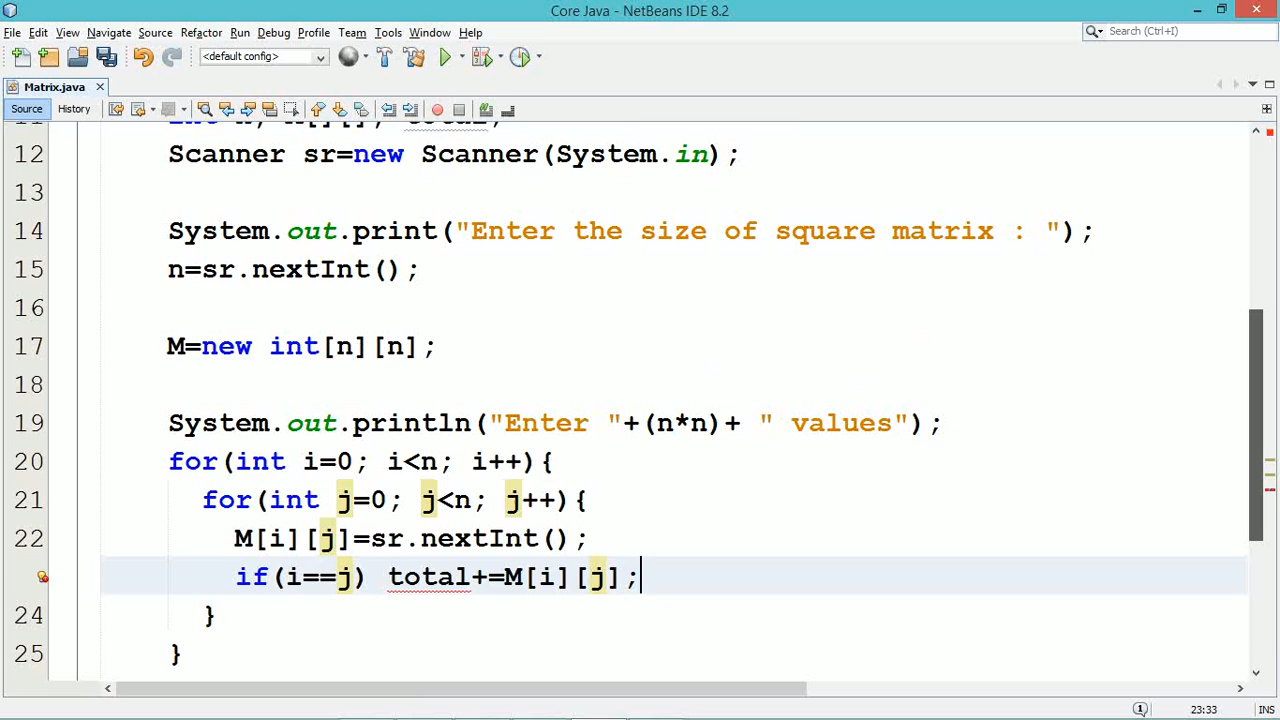 Core Java - NetBeans IDE 8.2
File Edit View Navigate Source Refactor Run Debug Profile Team Tools Window Help
Search (Ctrl+I)
<default config>
Matrix.java
Source History
12 Scanner sr=new Scanner(System.in);
13
14 System.out.print("Enter the size of square matrix : ");
15 n=sr.nextInt();
16
17 M=new int[n][n];
18
19 System.out.println("Enter "+(n*n)+ " values");
20 for(int i=0; i<n; i++){
21 for(int j=0; j<n; j++){
22 M[i][j]=sr.nextInt();
if(i==j) total+=M[i][j];
24 }
25 }
23:33 INS